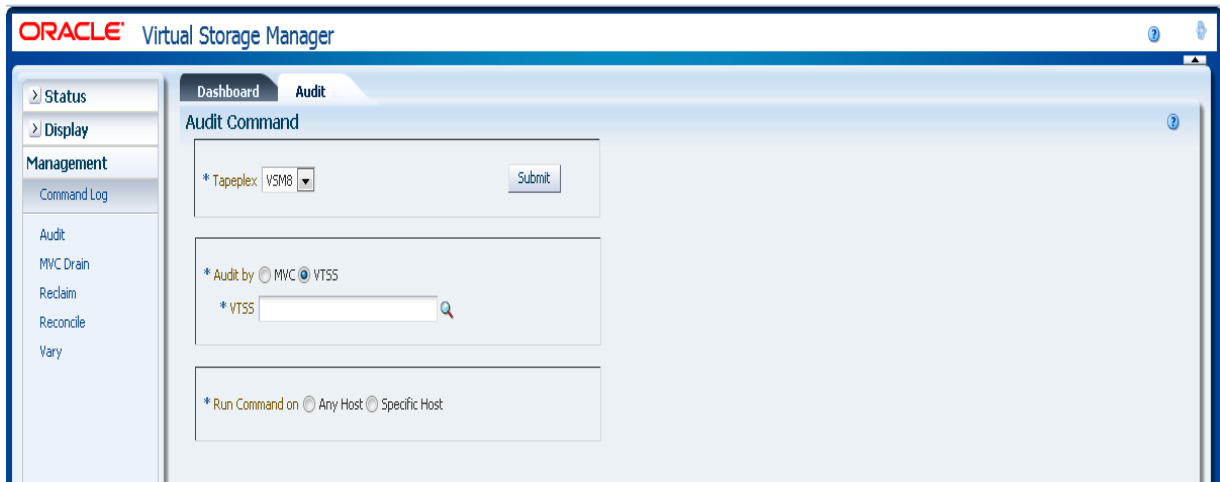 ORACLE® Virtual Storage Manager
Status
Display
Management
Command Log
Audit
MVC Drain
Reclaim
Reconcile
Vary
Dashboard Audit
Audit Command
* Tapeplex VSM8 Submit
* Audit by MVC VTSS
* VTSS
* Run Command on Any Host Specific Host